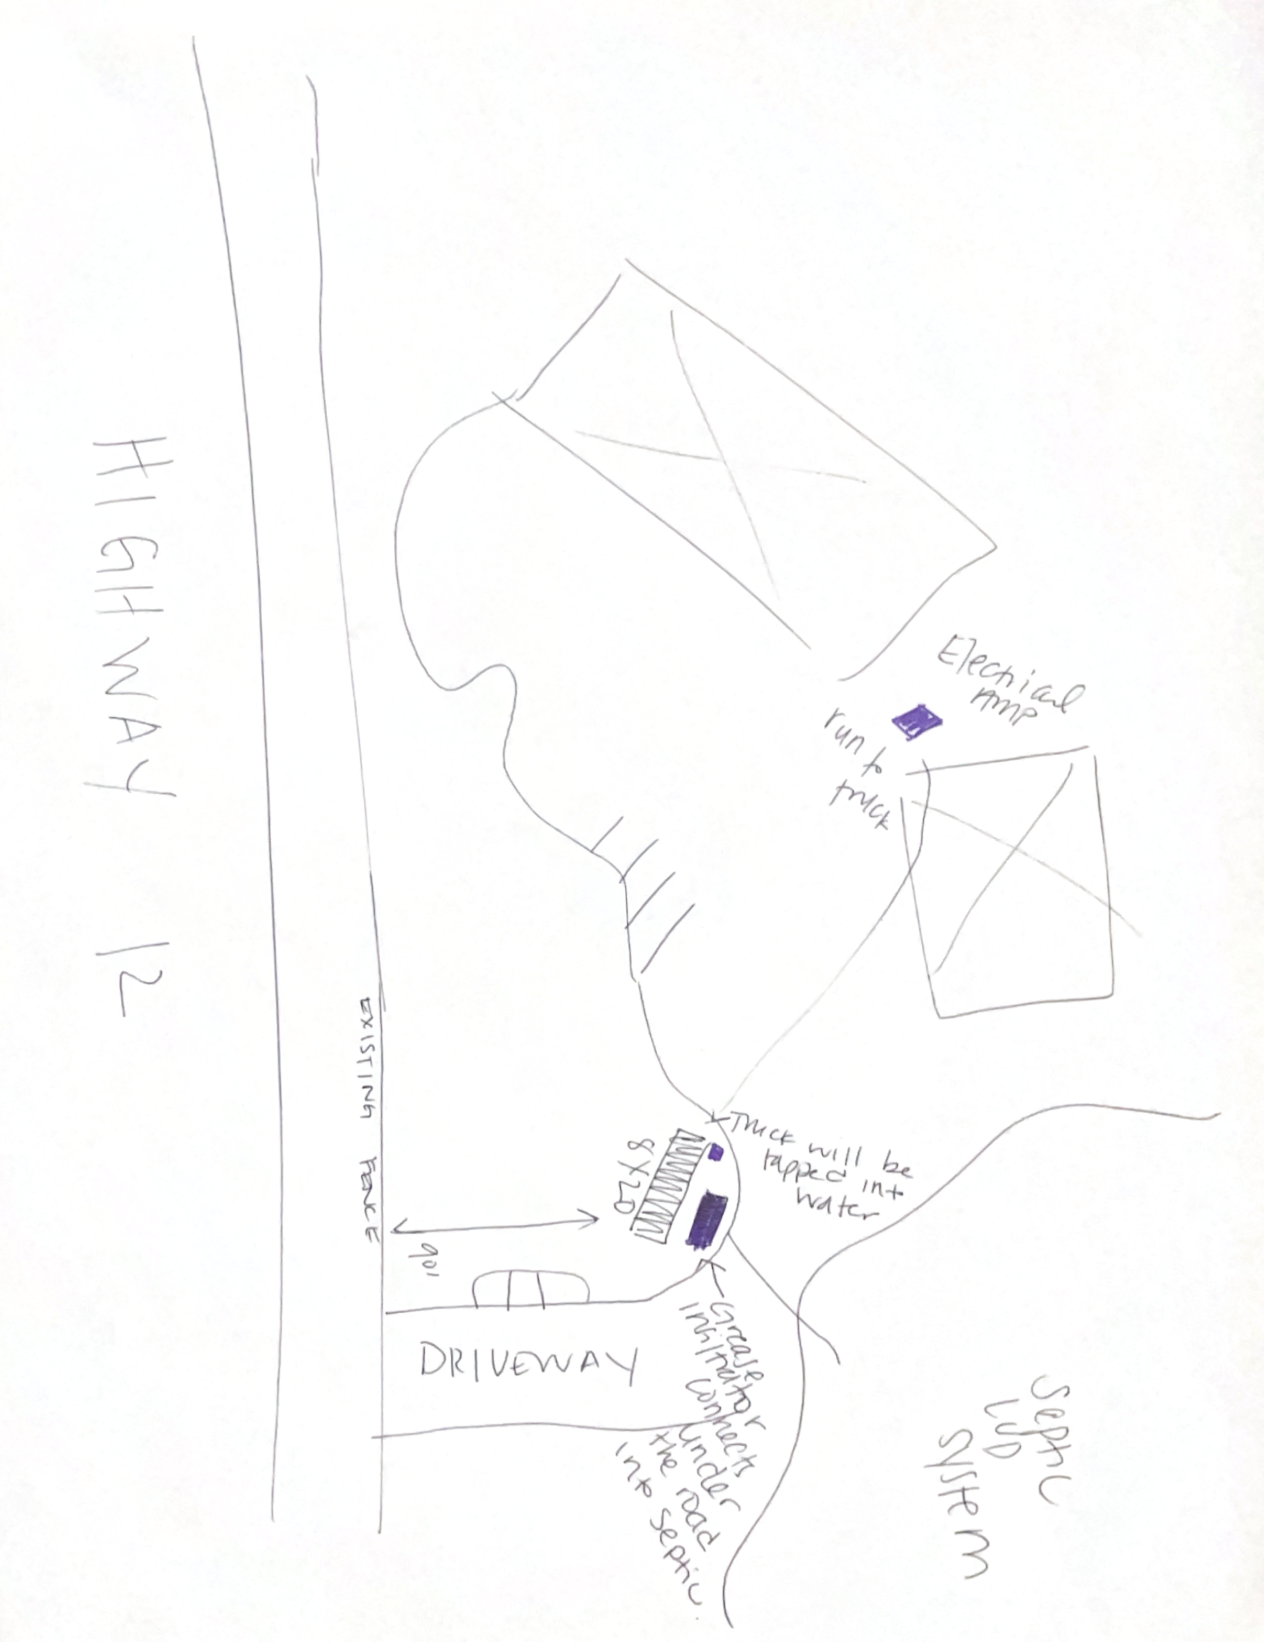 HIGHWAY 12
Electrical
Amp
run to
truck
EXISTING FENCE
8X20
Truck will be
tapped into
water
90'
DRIVEWAY
Grease
infiltrator
connects
under
the road
into septic.
Septic
LUD
System